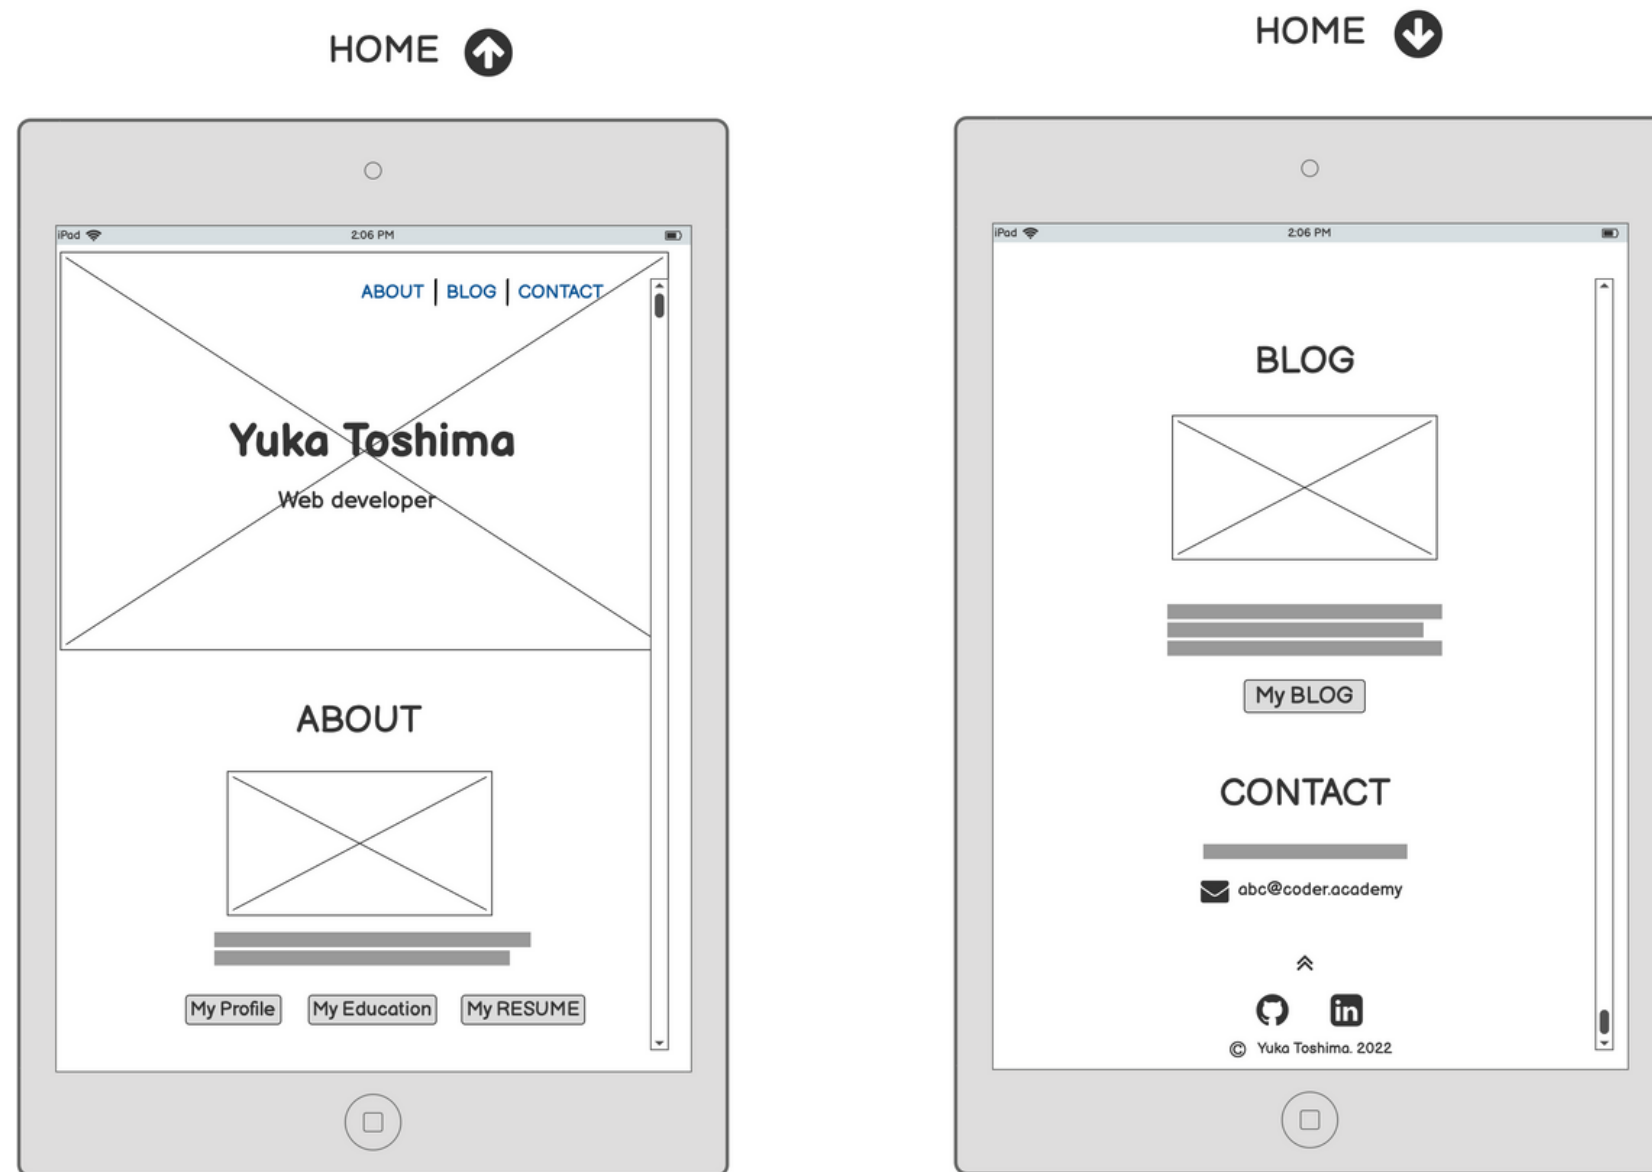 HOME
iPad 2:06 PM
ABOUT | BLOG | CONTACT
Yuka Toshima
Web developer
ABOUT
My Profile My Education My RESUME
HOME
iPad 2:06 PM
BLOG
My BLOG
CONTACT
abc@coder.academy
in
© Yuka Toshima. 2022